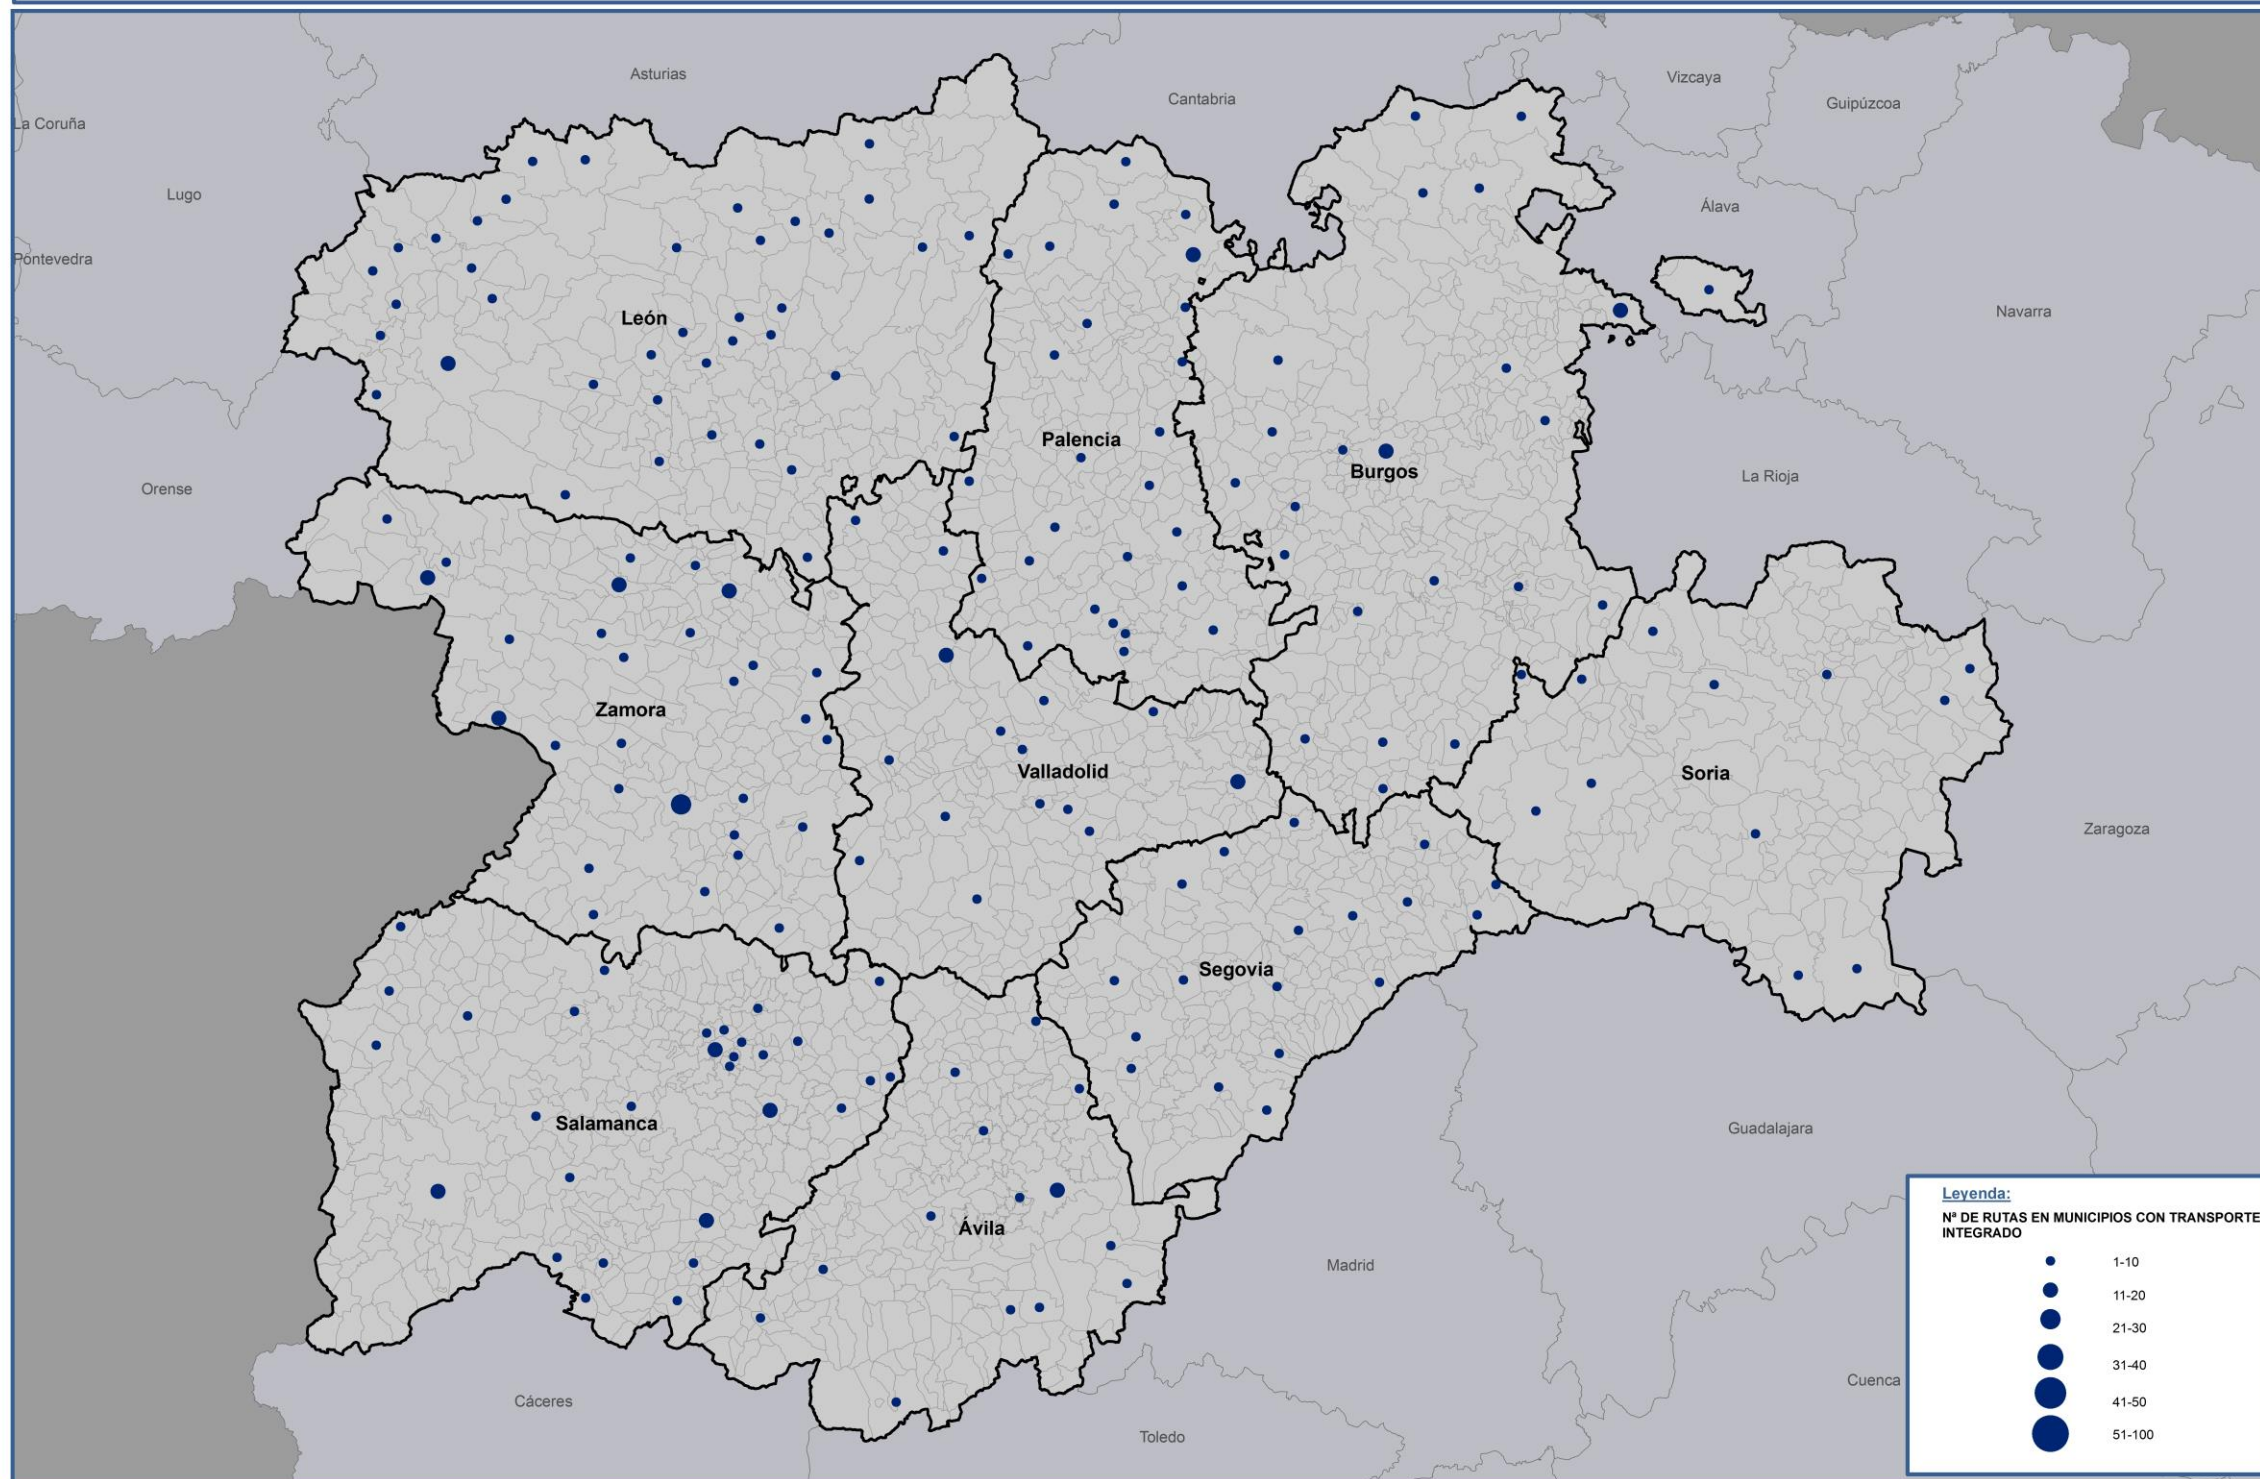 Asturias
Vizcaya
Cantabria
Guipúzcoa
La Coruña
Lugo
Álava
Pontevedra
Navarra
León
Palencia
Burgos
La Rioja
Orense
Zamora
Valladolid
Soria
Zaragoza
Segovia
Salamanca
Guadalajara
Ávila
Madrid
Cáceres
Cuenca
Toledo
Leyenda:
Nª DE RUTAS EN MUNICIPIOS CON TRANSPORTE
INTEGRADO
1-10
11-20
21-30
31-40
41-50
51-100